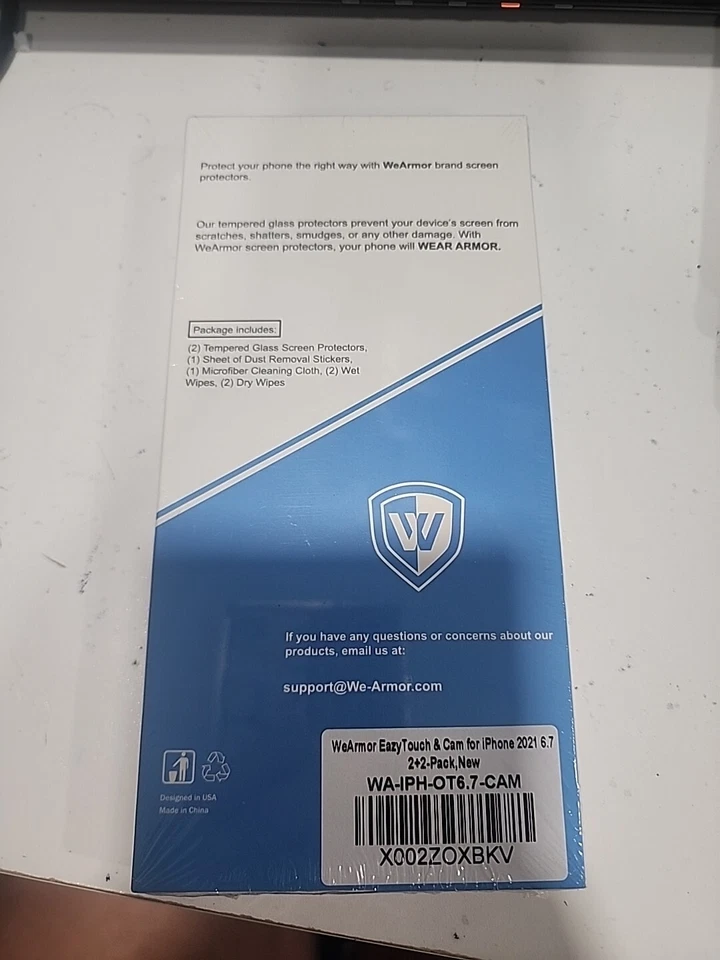 Protect your phone the right way with WeArmor brand screen
protectors.
Our tempered glass protectors prevent your device's screen from
scratches, shatters, smudges, or any other damage. With
WeArmor screen protectors, your phone will WEAR ARMOR.
Package includes:
(2) Tempered Glass Screen Protectors,
(1) Sheet of Dust Removal Stickers,
(1) Microfiber Cleaning Cloth, (2) Wet
Wipes, (2) Dry Wipes
W
If you have any questions or concerns about our
products, email us at:
support@We-Armor.com
Designed in USA
Made in China
WeArmor EazyTouch & Cam for iPhone 2021 6.7
2+2-Pack,New
WA-IPH-OT6.7-CAM
X002ZOXBKV